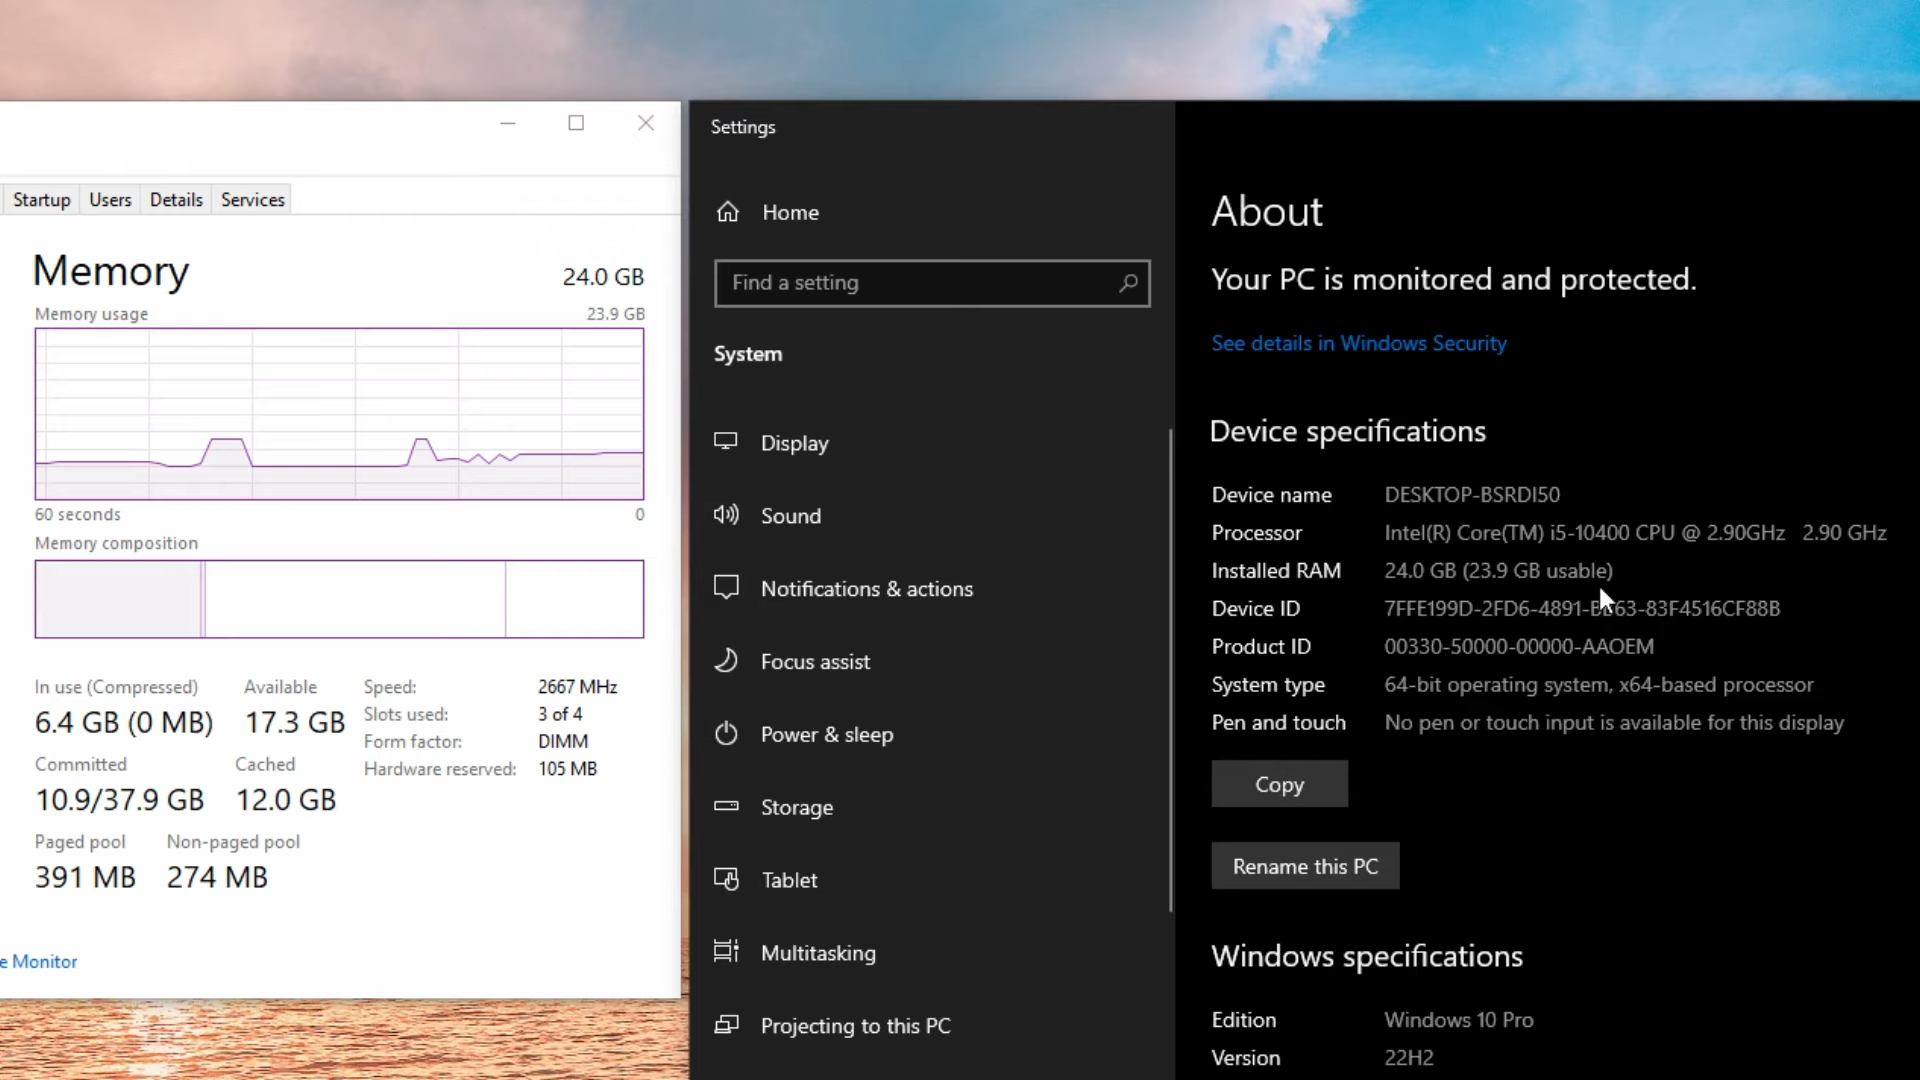 Startup Users Details Services
Memory 24.0 GB
Memory usage 23.9 GB
60 seconds 0
Memory composition
In use (Compressed) Available
6.4 GB (0 MB) 17.3 GB
Committed Cached
10.9/37.9 GB 12.0 GB
Paged pool Non-paged pool
391 MB 274 MB
Speed: 2667 MHz
Slots used: 3 of 4
Form factor: DIMM
Hardware reserved: 105 MB
e Monitor
Settings
Home
Find a setting
System
Display
Sound
Notifications & actions
Focus assist
Power & sleep
Storage
Tablet
Multitasking
Projecting to this PC
About
Your PC is monitored and protected.
See details in Windows Security
Device specifications
Device name DESKTOP-BSRDI50
Processor Intel(R) Core(TM) i5-10400 CPU @ 2.90GHz 2.90 GHz
Installed RAM 24.0 GB (23.9 GB usable)
Device ID
Product ID 00330-50000-00000-AAOEM
System type 64-bit operating system, x64-based processor
Pen and touch No pen or touch input is available for this display
Copy
Rename this PC
Windows specifications
Edition Windows 10 Pro
Version 22H2